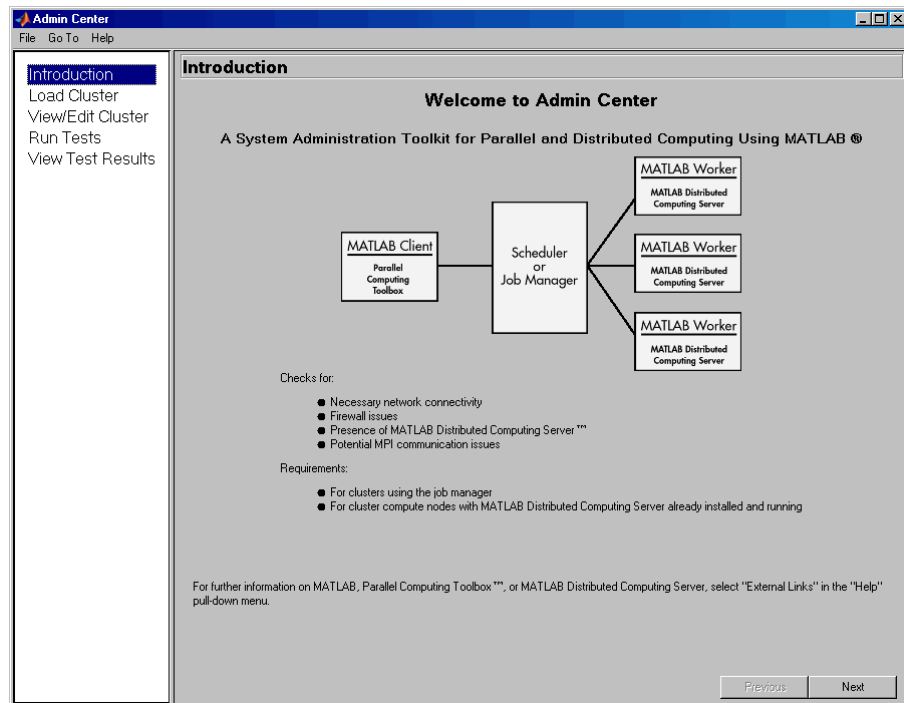 Admin Center
File Go To Help
Introduction
Load Cluster
View/Edit Cluster
Run Tests
View Test Results
Introduction
Welcome to Admin Center
A System Administration Toolkit for Parallel and Distributed Computing Using MATLAB ®
MATLAB Client
Parallel
Computing
Toolbox
Scheduler
or
Job Manager
MATLAB Worker
MATLAB Distributed
Computing Server
MATLAB Worker
MATLAB Distributed
Computing Server
MATLAB Worker
MATLAB Distributed
Computing Server
Checks for:
● Necessary network connectivity
● Firewall issues
● Presence of MATLAB Distributed Computing Server™
● Potential MPI communication issues
Requirements:
● For clusters using the job manager
● For cluster compute nodes with MATLAB Distributed Computing Server already installed and running
For further information on MATLAB, Parallel Computing Toolbox™, or MATLAB Distributed Computing Server, select "External Links" in the "Help"
pull-down menu.
Previous Next